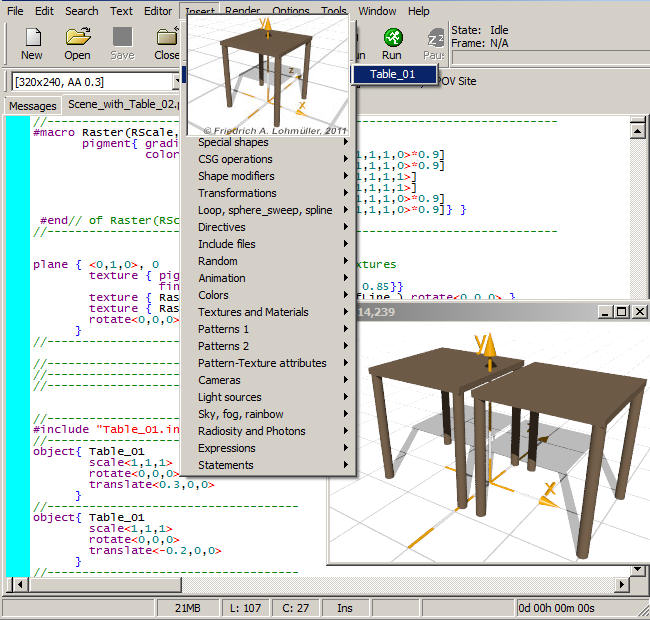 File Edit Search Text Editor Insert Render Options Tools Window Help
New Open Save Close Run Paus
State: Idle
Frame: N/A
[320x240, AA 0.3]
Table_01
POV Site
Messages Scene_with_Table_02.p
© Friedrich A. Lohmüller, 2011
y
z
x
Special shapes
CSG operations
Shape modifiers
Transformations
Loop, sphere_sweep, spline
Directives
Include files
Random
Animation
Colors
Textures and Materials
Patterns 1
Patterns 2
Pattern-Texture attributes
Cameras
Light sources
Sky, fog, rainbow
Radiosity and Photons
Expressions
Statements
//--------------------------------------
#macro Raster(RScale,
pigment{ gradi
color
1,1,1,0>*0.9]
1,1,1,0>*0.9]
1,1,1>]
1,1,1>]
1,1,1,0>*0.9]
1,1,1,0>*0.9]} }
#end// of Raster(RSc
//--------------------------------------
plane { <0,1,0>, 0
xtures
texture { pig
fin
0.85}}
texture { Ras
fLine ) rotate<0,0,0> }
texture { Ras
rotate<0,0,0>
}
//--------------------------------------
//--------------------------------------
//--------------------------------------
//--------------------------------------
//--------------------------------------
#include "Table_01.in
//--------------------------------------
object{ Table_01
scale<1,1,1>
rotate<0,0,0>
translate<0.3,0,0>
}
//--------------------------------------
object{ Table_01
scale<1,1,1>
rotate<0,0,0>
translate<-0.2,0,0>
}
//--------------------------------------
14,239
y
x
21MB L: 107 C: 27 Ins 0d 00h 00m 00s